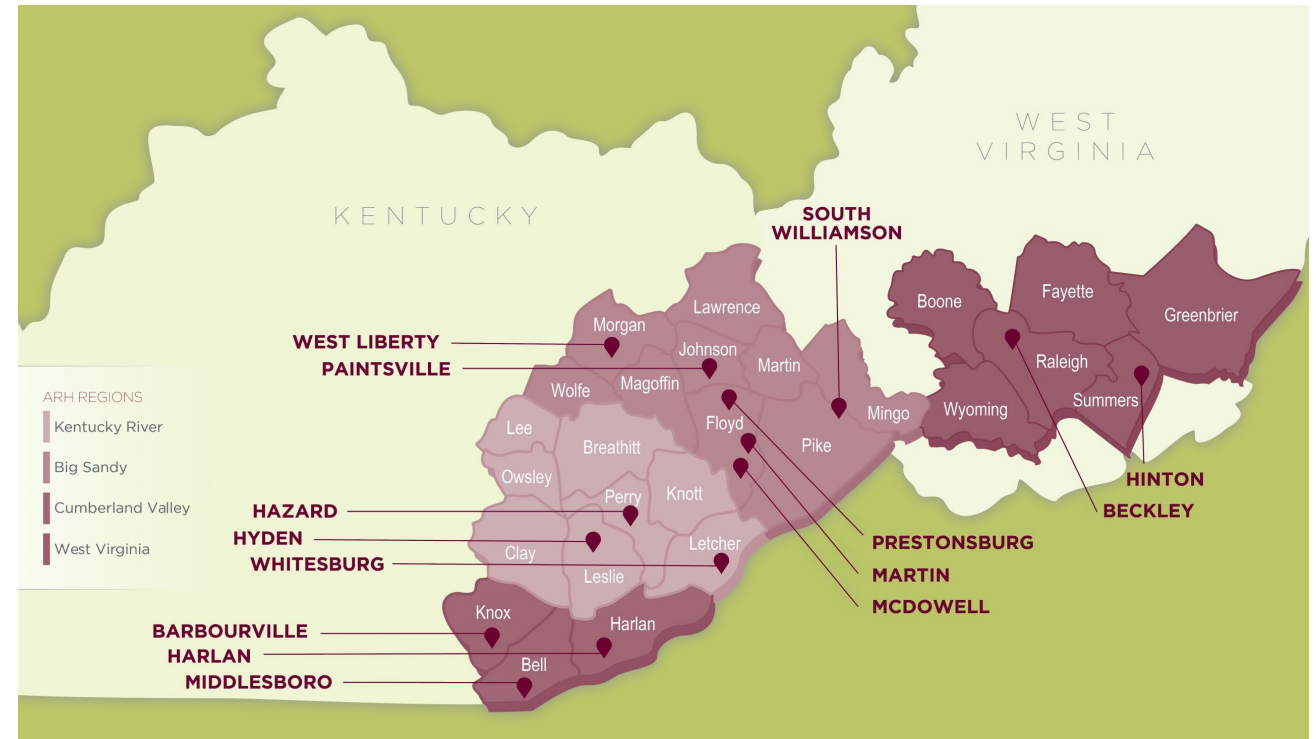 WEST
VIRGINIA
KENTUCKY
SOUTH
WILLIAMSON
Boone
Fayette
Greenbrier
Lawrence
Morgan
WEST LIBERTY
Johnson
PAINTSVILLE
Martin
Raleigh
Magoffin
Wolfe
Summers
Wyoming
Mingo
Floyd
Lee
Pike
Breathitt
Owsley
HINTON
Perry
Knott
BECKLEY
HAZARD
HYDEN
PRESTONSBURG
Letcher
Clay
WHITESBURG
MARTIN
Leslie
MCDOWELL
Knox
Harlan
BARBOURVILLE
HARLAN
Bell
MIDDLESBORO
ARH REGIONS
Kentucky River
Big Sandy
Cumberland Valley
West Virginia